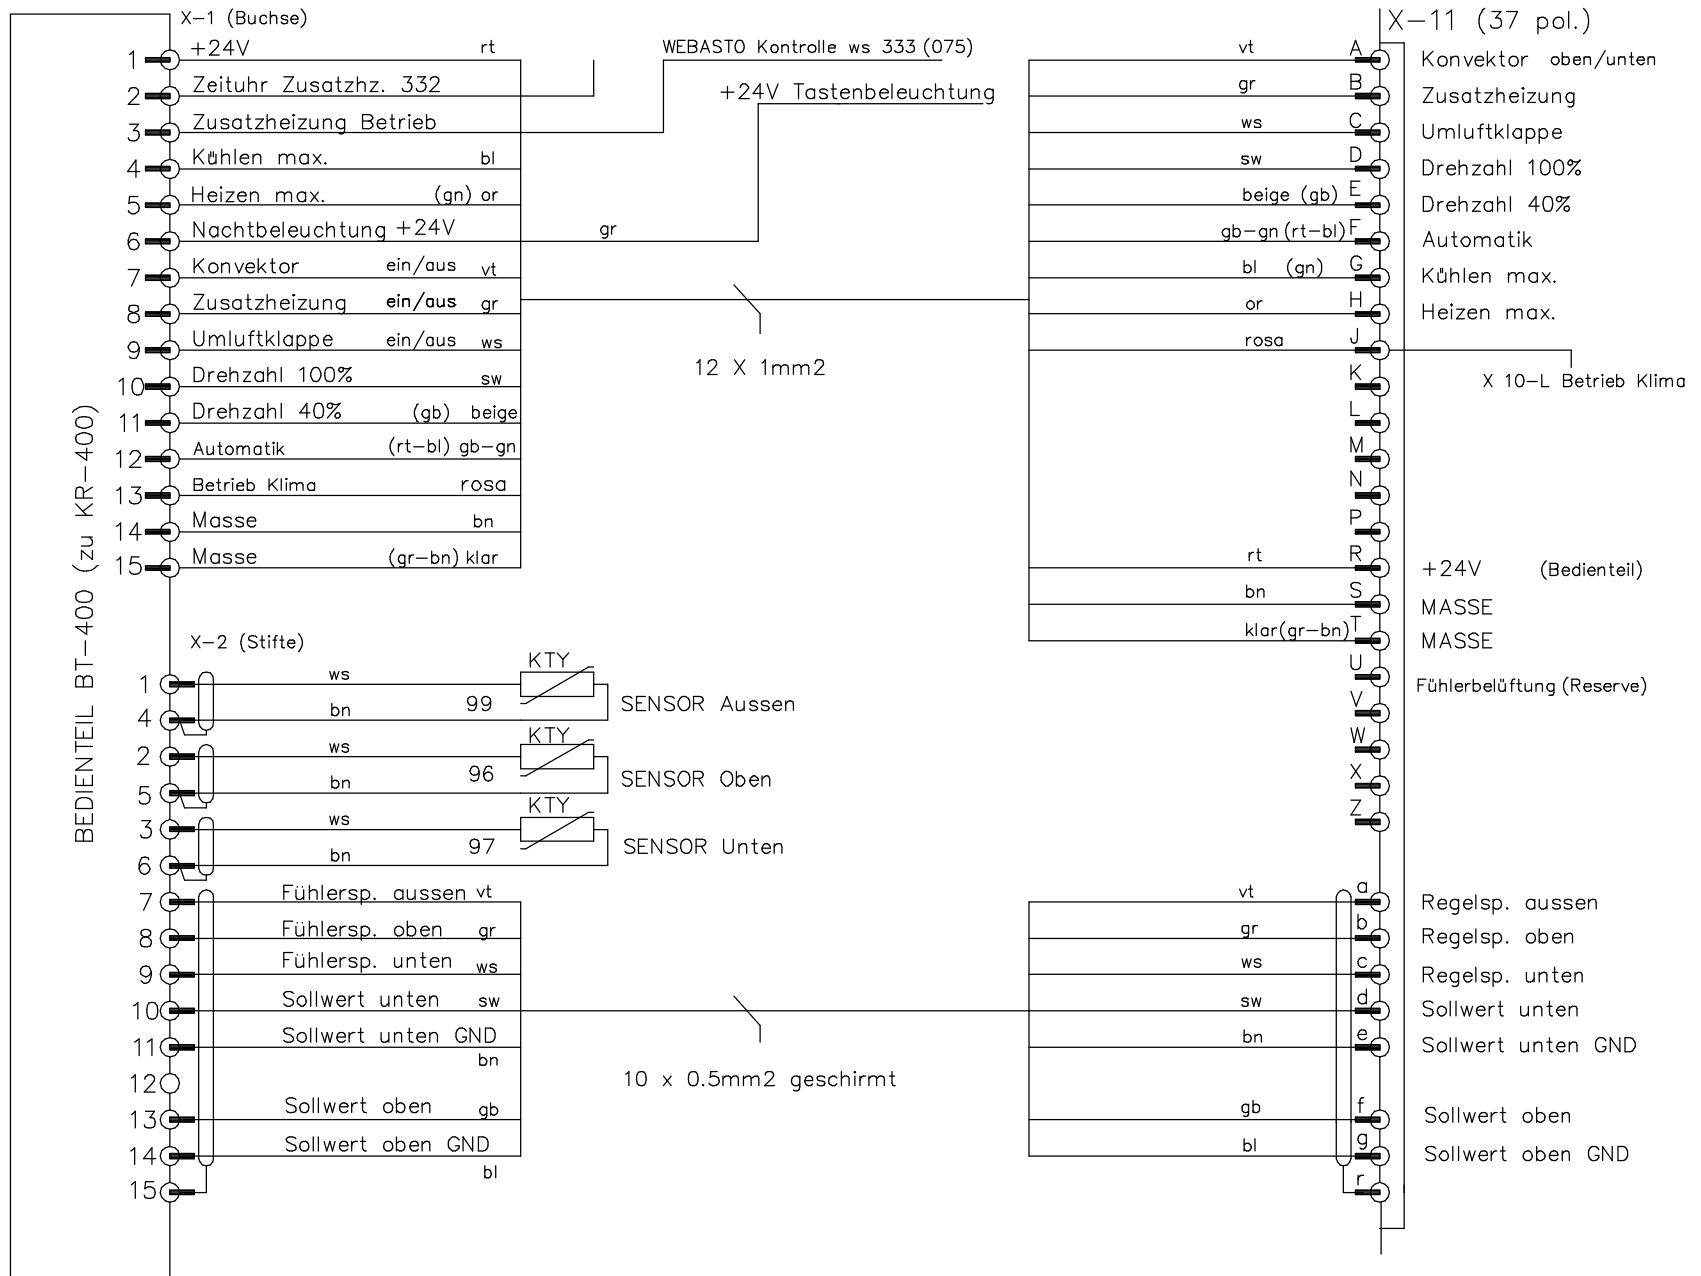 X-1 (Buchse)
1 +24V rt
2 Zeituhr Zusatzhz. 332
3 Zusatzheizung Betrieb
4 Kühlen max. bl
5 Heizen max. (gn) or
6 Nachtbeleuchtung +24V gr
7 Konvektor ein/aus vt
8 Zusatzheizung ein/aus gr
9 Umluftklappe ein/aus ws
10 Drehzahl 100% sw
11 Drehzahl 40% (gb) beige
12 Automatik (rt-bl) gb-gn
13 Betrieb Klima rosa
14 Masse bn
15 Masse (gr-bn) klar
WEBASTO Kontrolle ws 333 (075)
+24V Tastenbeleuchtung
12 X 1mm2
BEDIENTEIL BT-400 (zu KR-400)
X-2 (Stifte)
1 ws KTY
4 bn 99 SENSOR Aussen
2 ws KTY
5 bn 96 SENSOR Oben
3 ws KTY
6 bn 97 SENSOR Unten
7 Fühlersp. aussen vt
8 Fühlersp. oben gr
9 Fühlersp. unten ws
10 Sollwert unten sw
11 Sollwert unten GND
bn
12
13 Sollwert oben gb
14 Sollwert oben GND
bl
15
10 x 0.5mm2 geschirmt
X-11 (37 pol.)
vt A Konvektor oben/unten
gr B Zusatzheizung
ws C Umluftklappe
sw D Drehzahl 100%
beige (gb) E Drehzahl 40%
gb-gn (rt-bl) F Automatik
bl (gn) G Kühlen max.
or H Heizen max.
rosa J
X 10-L Betrieb Klima
K
L
M
N
P
rt R +24V (Bedienteil)
bn S MASSE
klar(gr-bn) T MASSE
U
Fühlerbelüftung (Reserve)
V
W
X
Z
vt a Regelsp. aussen
gr b Regelsp. oben
ws c Regelsp. unten
sw d Sollwert unten
bn e Sollwert unten GND
gb f Sollwert oben
bl g Sollwert oben GND
r